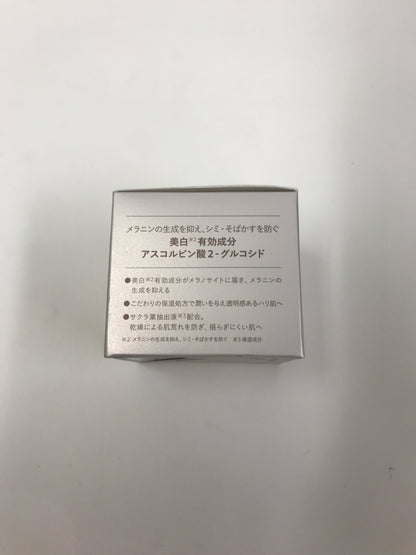 メラニンの生成を抑え、シミ・そばかすを防ぐ
美白※2有効成分
アスコルビン酸2-グルコシド
●美白※2有効成分がメラノサイトに届き、メラニンの
生成を抑える
●こだわりの保湿処方で潤いを与え透明感あるハリ肌へ
●サクラ葉抽出液※3配合。
乾燥による肌荒れを防ぎ、揺らぎにくい肌へ
※2 メラニンの生成を抑え、シミ・そばかすを防ぐ ※3 保湿成分